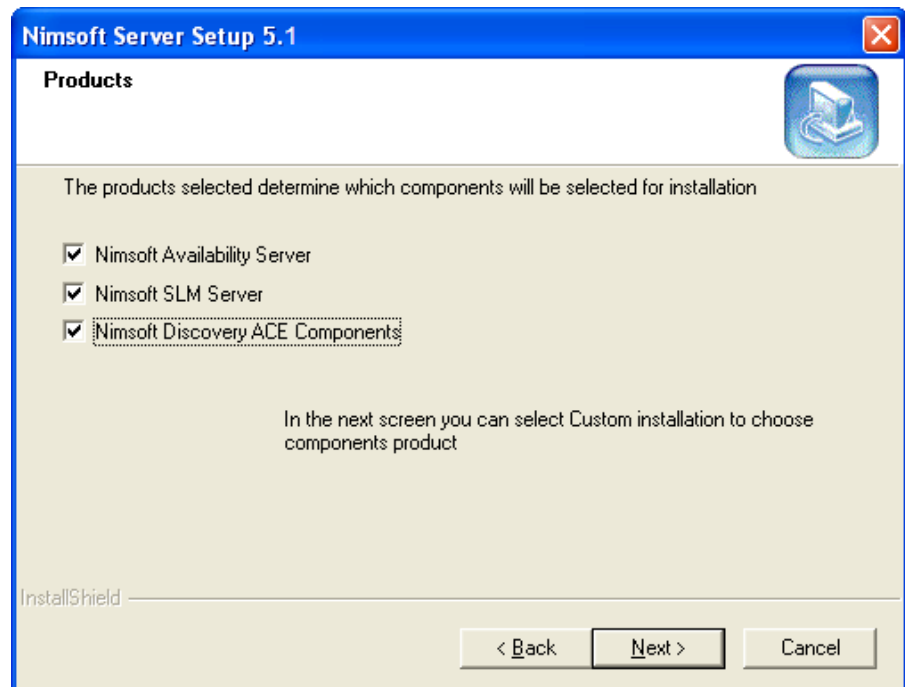 Nimsoft Server Setup 5.1
Products
The products selected determine which components will be selected for installation
Nimsoft Availability Server
Nimsoft SLM Server
Nimsoft Discovery ACE Components
In the next screen you can select Custom installation to choose
components product
InstallShield
< Back Next > Cancel